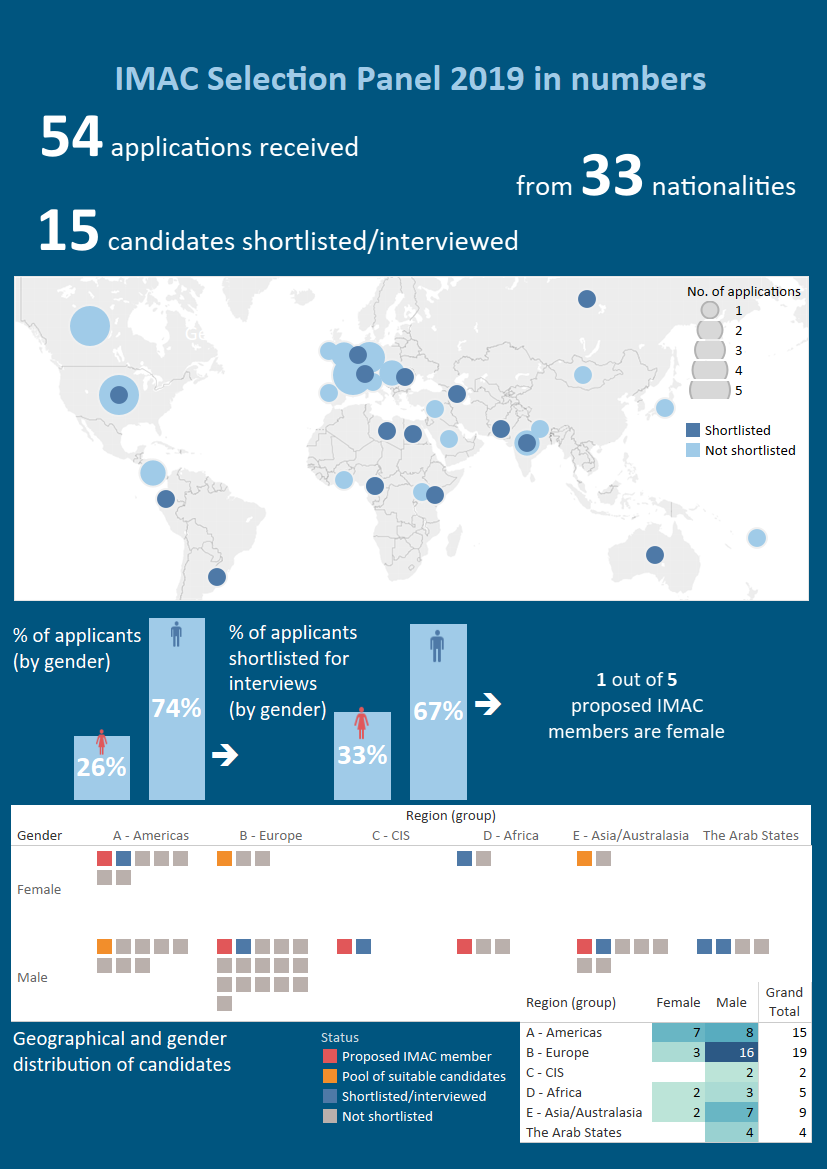 IMAC Selection Panel 2019 in numbers
54 applications received
from 33 nationalities
15 candidates shortlisted/interviewed
No. of applications
1
2
3
4
5
Shortlisted
Not shortlisted
% of applicants
(by gender)
74%
26%
% of applicants
shortlisted for
interviews
(by gender)
67%
33%
1 out of 5
proposed IMAC
members are female
Region (group)
Gender A - Americas B - Europe C - CIS D - Africa E - Asia/Australasia The Arab States
Female
Male
Geographical and gender
distribution of candidates
Status
Proposed IMAC member
Pool of suitable candidates
Shortlisted/interviewed
Not shortlisted
Region (group) Female Male Grand Total
A - Americas 7 8 15
B - Europe 3 16 19
C - CIS 2 2
D - Africa 2 3 5
E - Asia/Australasia 2 7 9
The Arab States 4 4